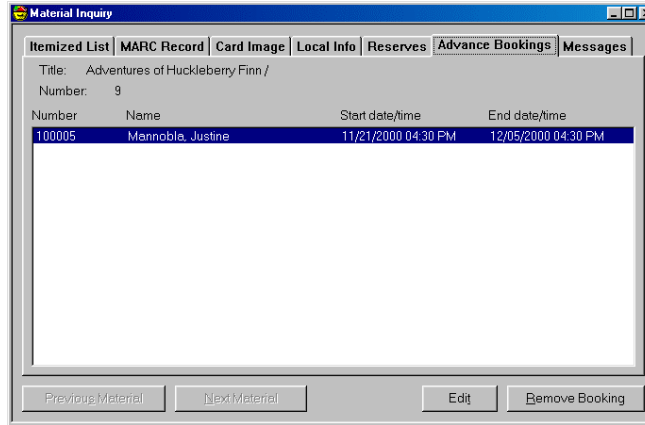 Material Inquiry
Itemized List MARC Record Card Image Local Info Reserves Advance Bookings Messages
Title: Adventures of Huckleberry Finn /
Number: 9
Number Name Start date/time End date/time
100005 Mannobla, Justine 11/21/2000 04:30 PM 12/05/2000 04:30 PM
Previous Material Next Material Edit Remove Booking